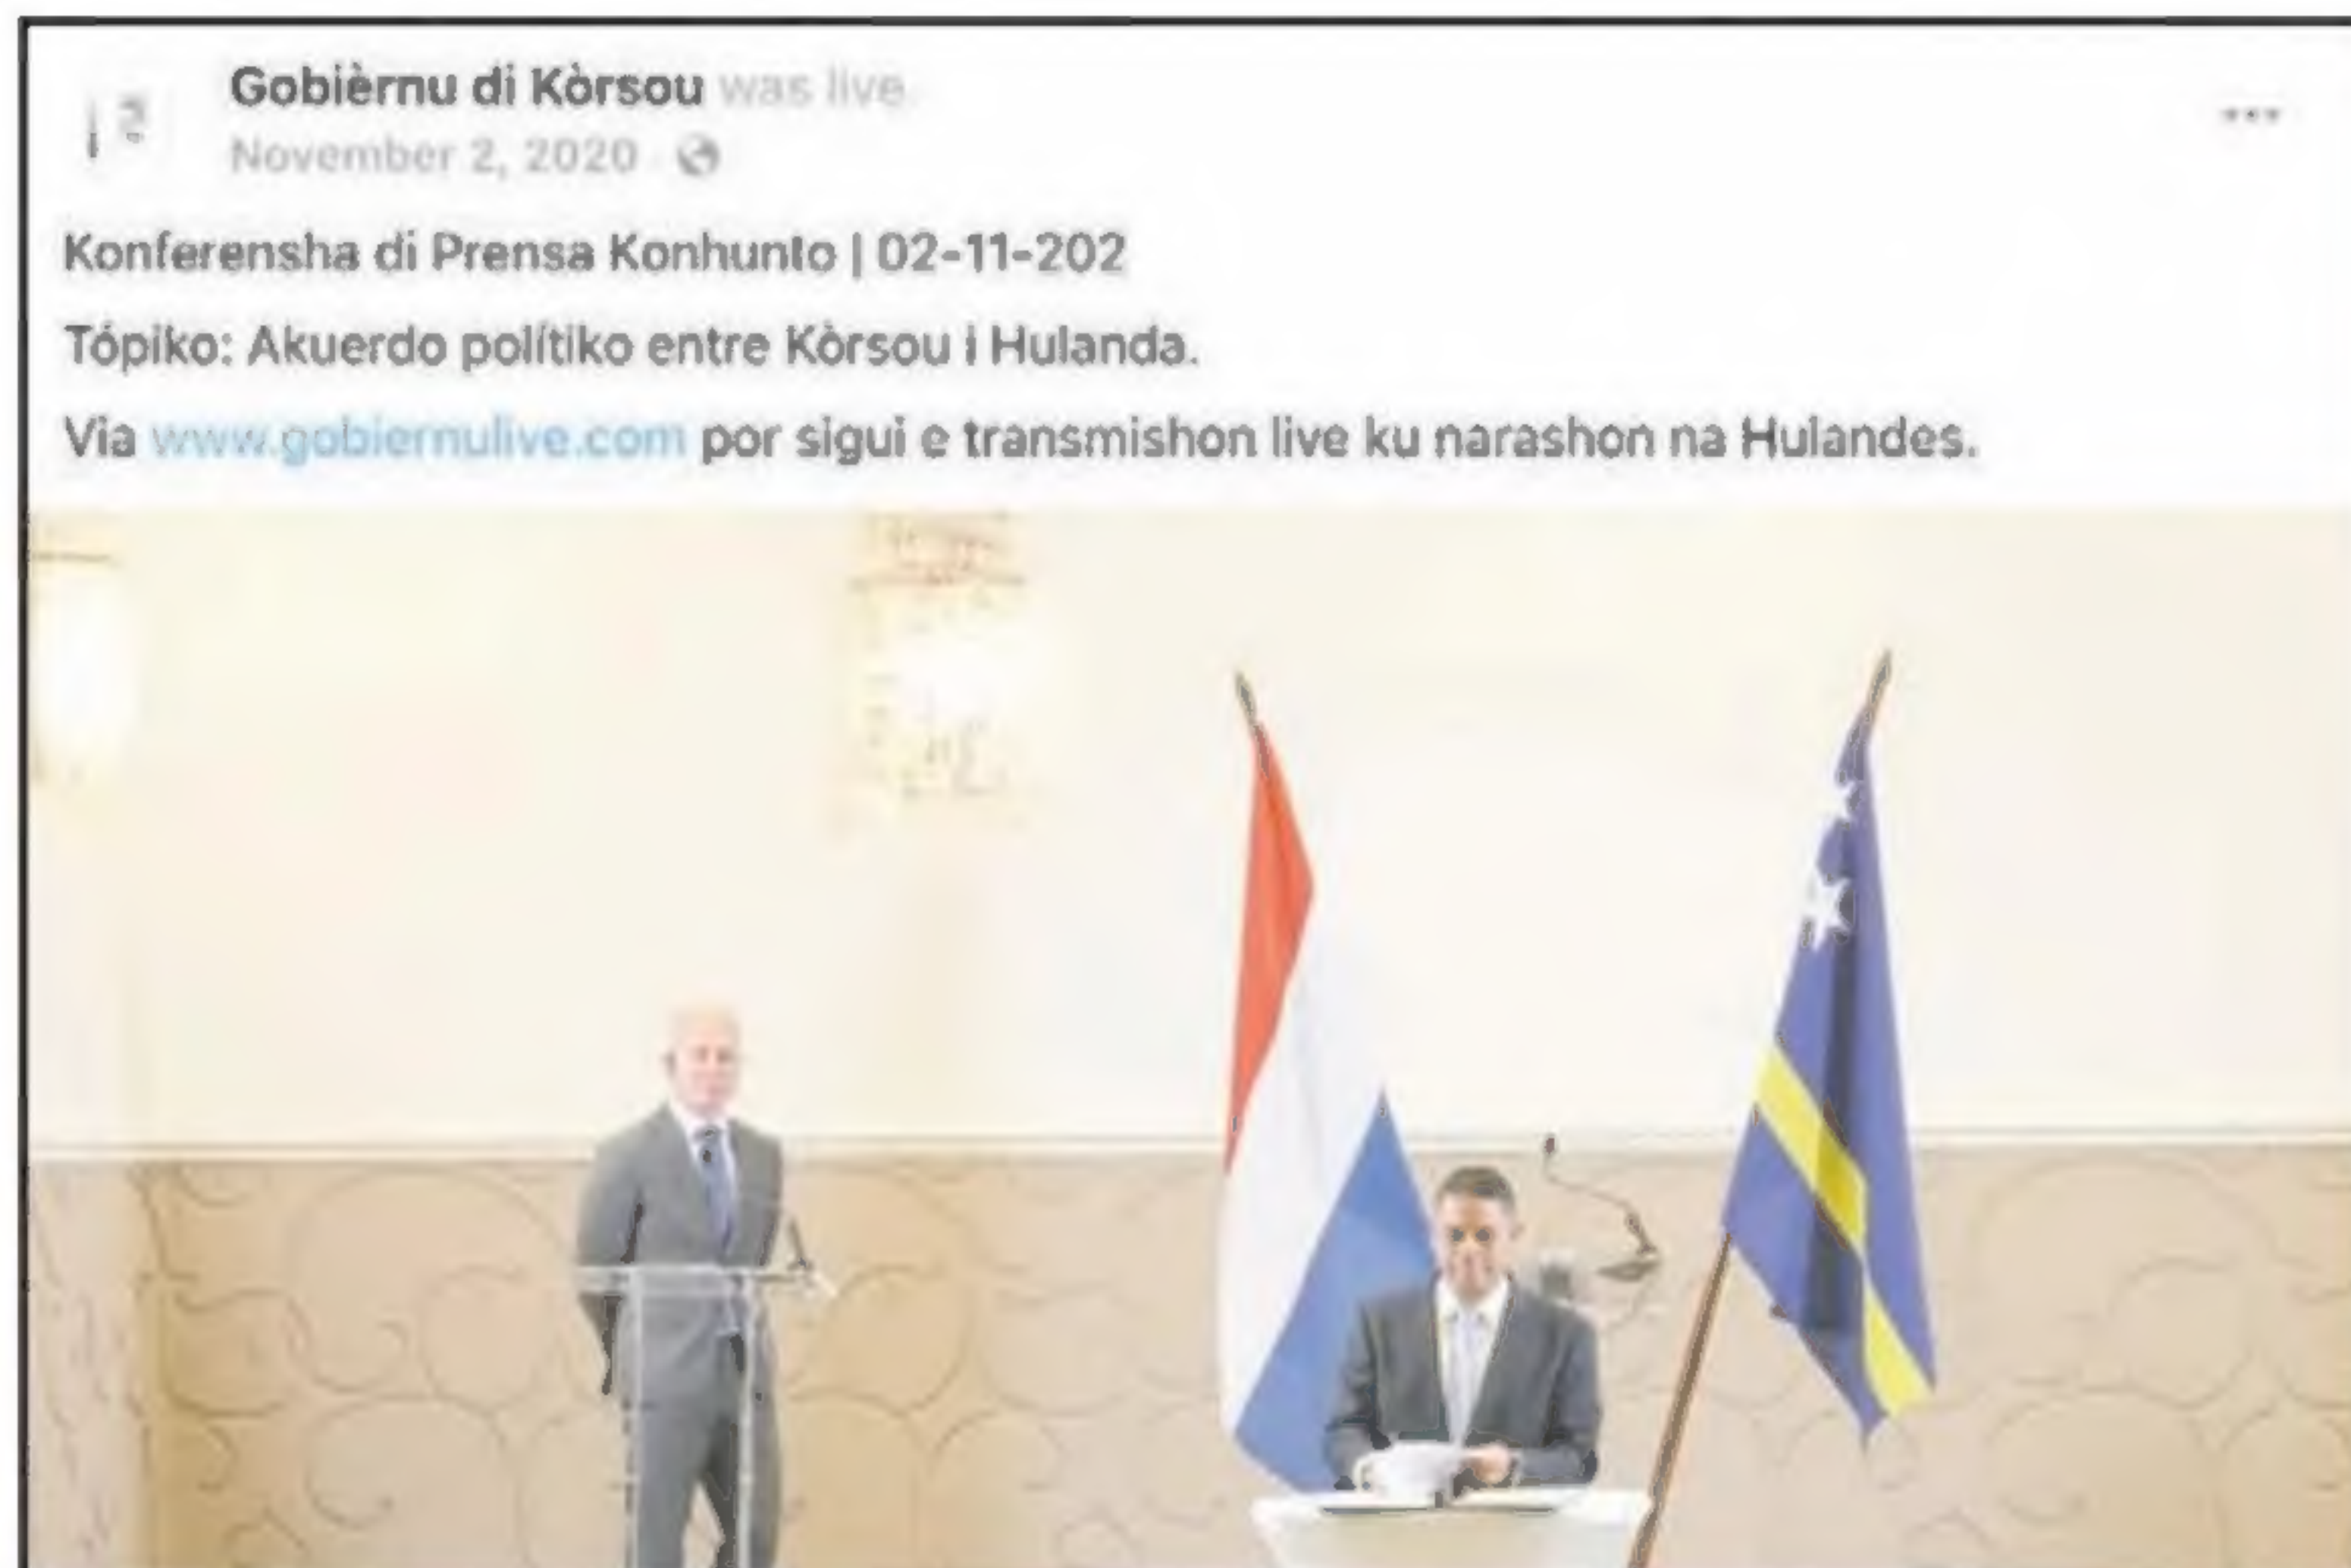 Gobièrnu di Kòrsou was live.
November 2, 2020
Konferensha di Prensa Konhunto | 02-11-202
Tópiko: Akuerdo polítiko entre Kòrsou i Hulanda.
Via www.gobiernulive.com por sigui e transmishon live ku narashon na Hulandes.